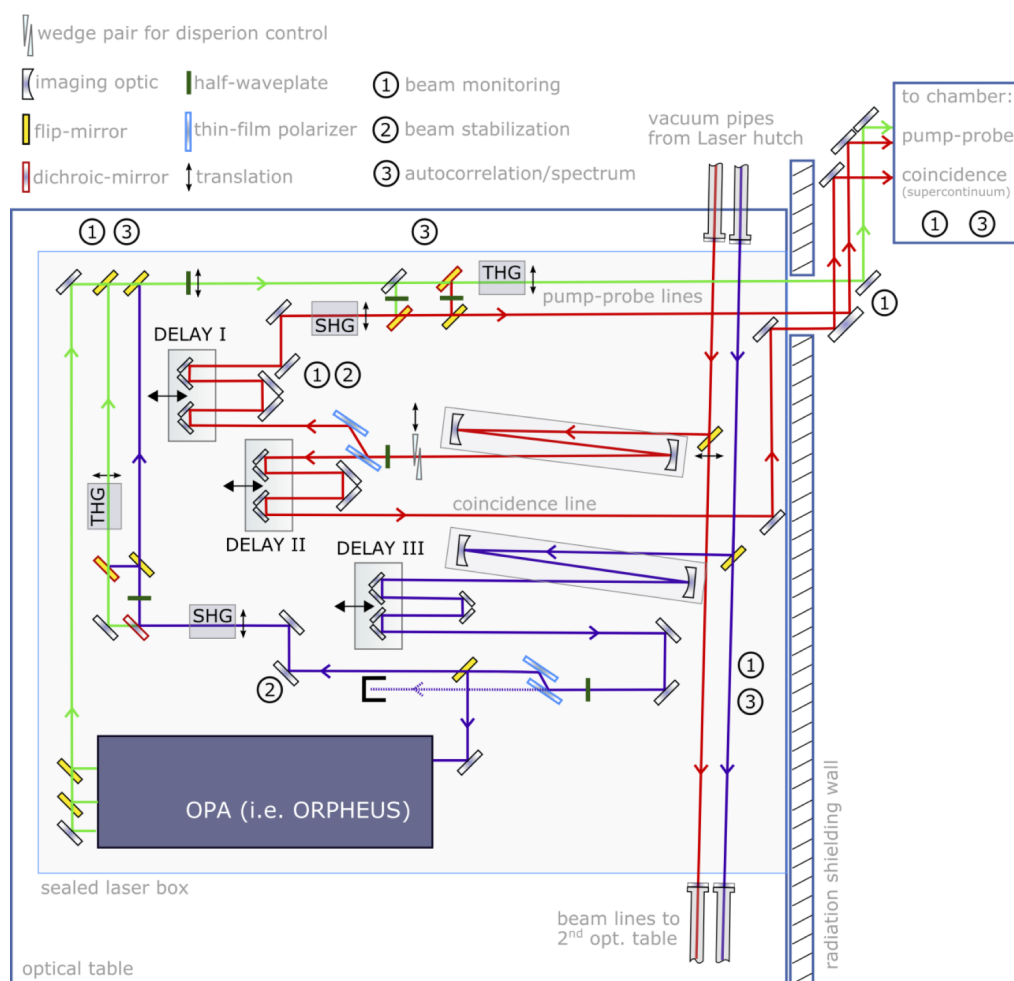 wedge pair for disperion control
imaging optic
half-waveplate
1 beam monitoring
flip-mirror
thin-film polarizer
2 beam stabilization
dichroic-mirror
translation
3 autocorrelation/spectrum
vacuum pipes
from Laser hutch
to chamber:
pump-probe
coincidence
(supercontinuum)
1 3
1 3
3
THG
pump-probe lines
1
SHG
DELAY I
1 2
DELAY II
coincidence line
THG
DELAY III
SHG
2
1
3
OPA (i.e. ORPHEUS)
sealed laser box
beam lines to
2nd opt. table
optical table
radiation shielding wall